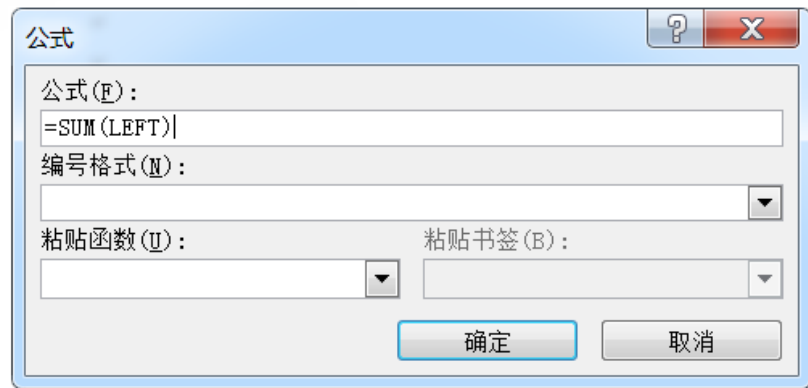 公式
公式(F):
=SUM(LEFT)
编号格式(N):
粘贴函数(U): 粘贴书签(B):
确定 取消